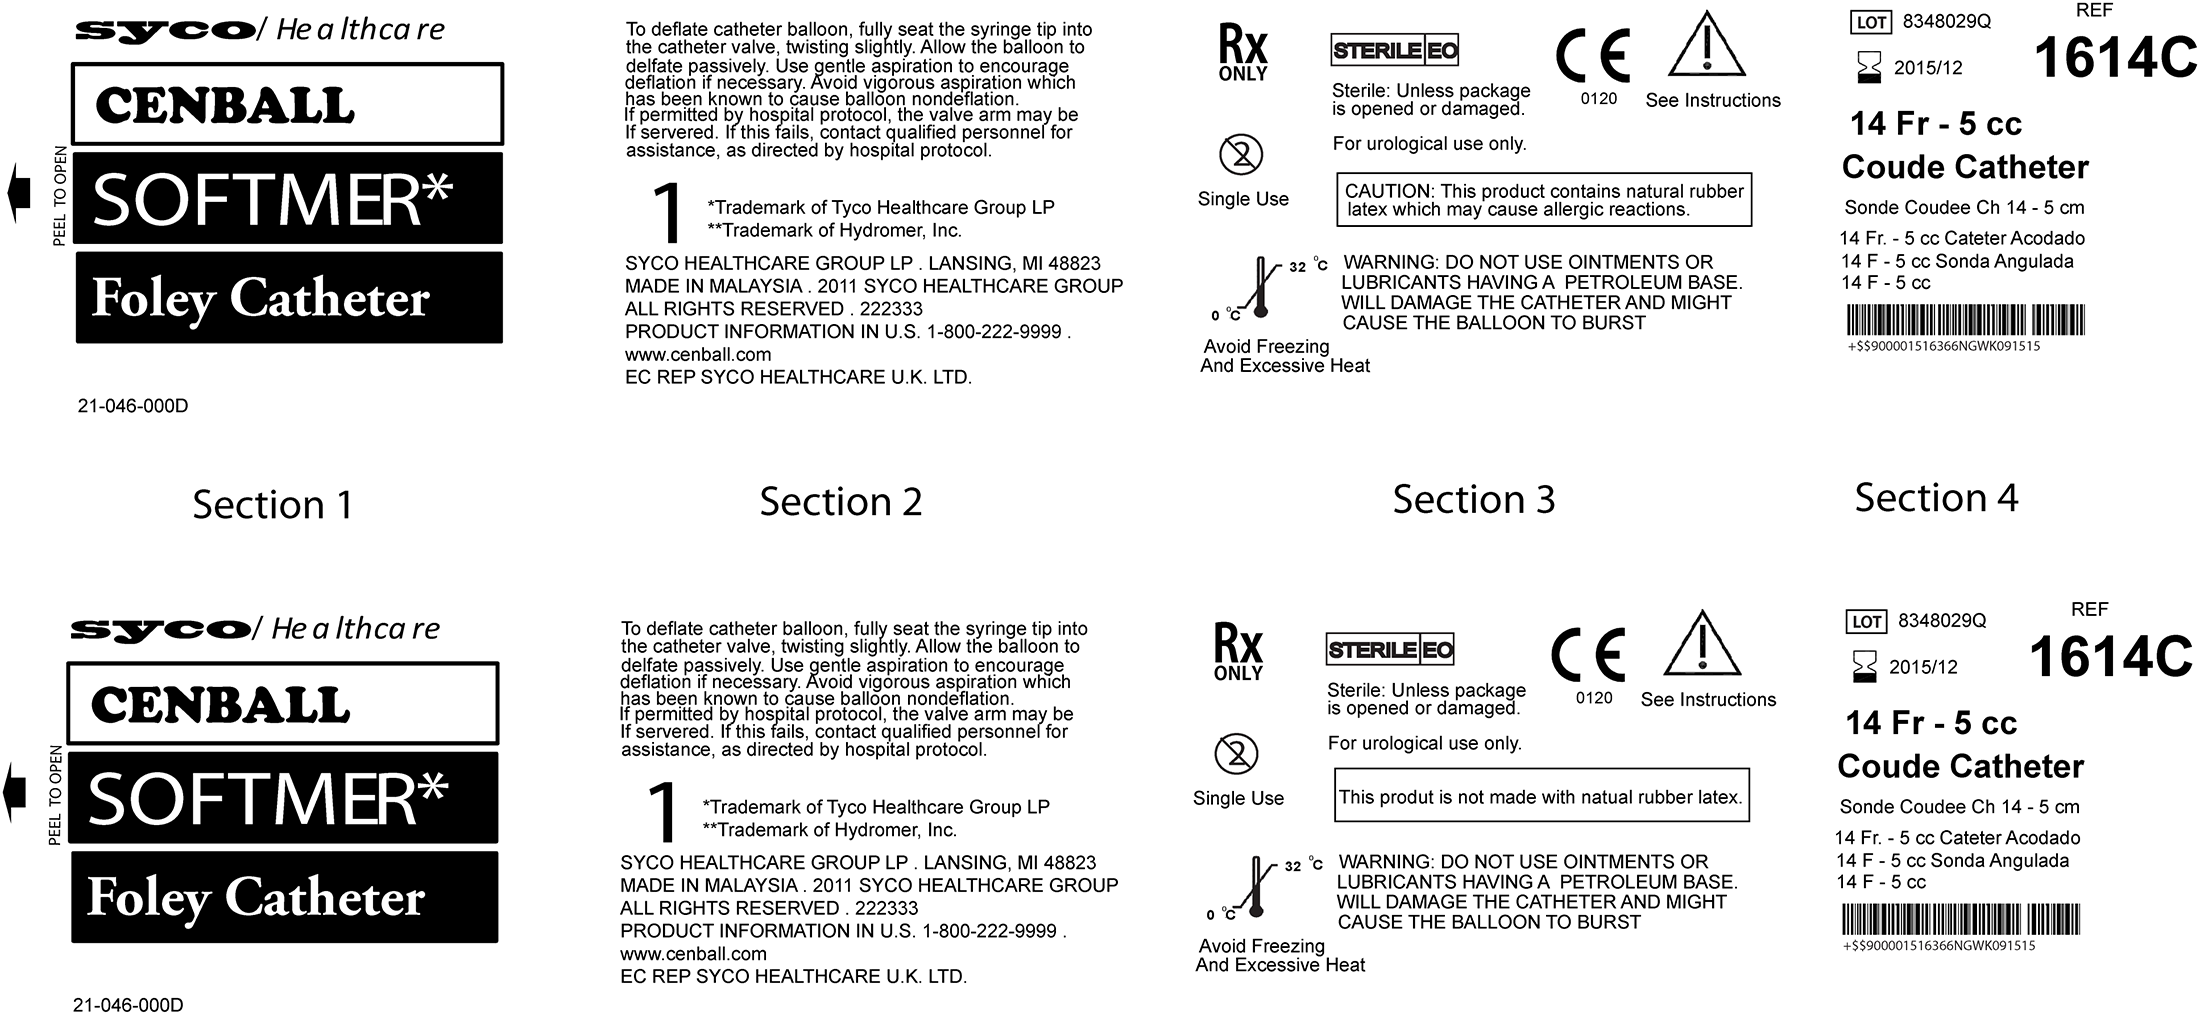 syco/ Healthcare
CENBALL
SOFTMER*
Foley Catheter
PEEL TO OPEN
21-046-000D
To deflate catheter balloon, fully seat the syringe tip into
the catheter valve, twisting slightly. Allow the balloon to
delfate passively. Use gentle aspiration to encourage
deflation if necessary. Avoid vigorous aspiration which
has been known to cause balloon nondeflation.
If permitted by hospital protocol, the valve arm may be
If servered. If this fails, contact qualified personnel for
assistance, as directed by hospital protocol.
1
*Trademark of Tyco Healthcare Group LP
**Trademark of Hydromer, Inc.
SYCO HEALTHCARE GROUP LP . LANSING, MI 48823
MADE IN MALAYSIA . 2011 SYCO HEALTHCARE GROUP
ALL RIGHTS RESERVED . 222333
PRODUCT INFORMATION IN U.S. 1-800-222-9999 .
www.cenball.com
EC REP SYCO HEALTHCARE U.K. LTD.
Rx
ONLY
STERILE EO
Sterile: Unless package
is opened or damaged.
CE
0120
!
See Instructions
2
Single Use
For urological use only.
CAUTION: This product contains natural rubber
latex which may cause allergic reactions.
32 °C
0 °C
Avoid Freezing
And Excessive Heat
WARNING: DO NOT USE OINTMENTS OR
LUBRICANTS HAVING A PETROLEUM BASE.
WILL DAMAGE THE CATHETER AND MIGHT
CAUSE THE BALLOON TO BURST
LOT 8348029Q
2015/12
REF
1614C
14 Fr - 5 cc
Coude Catheter
Sonde Coudee Ch 14 - 5 cm
14 Fr. - 5 cc Cateter Acodado
14 F - 5 cc Sonda Angulada
14 F - 5 cc
+$$900001516366NGWK091515
Section 1
Section 2
Section 3
Section 4
syco/ Healthcare
CENBALL
SOFTMER*
Foley Catheter
PEEL TO OPEN
21-046-000D
To deflate catheter balloon, fully seat the syringe tip into
the catheter valve, twisting slightly. Allow the balloon to
delfate passively. Use gentle aspiration to encourage
deflation if necessary. Avoid vigorous aspiration which
has been known to cause balloon nondeflation.
If permitted by hospital protocol, the valve arm may be
If servered. If this fails, contact qualified personnel for
assistance, as directed by hospital protocol.
1
*Trademark of Tyco Healthcare Group LP
**Trademark of Hydromer, Inc.
SYCO HEALTHCARE GROUP LP . LANSING, MI 48823
MADE IN MALAYSIA . 2011 SYCO HEALTHCARE GROUP
ALL RIGHTS RESERVED . 222333
PRODUCT INFORMATION IN U.S. 1-800-222-9999 .
www.cenball.com
EC REP SYCO HEALTHCARE U.K. LTD.
Rx
ONLY
STERILE EO
Sterile: Unless package
is opened or damaged.
CE
0120
!
See Instructions
2
Single Use
For urological use only.
This produt is not made with natual rubber latex.
32 °C
0 °C
Avoid Freezing
And Excessive Heat
WARNING: DO NOT USE OINTMENTS OR
LUBRICANTS HAVING A PETROLEUM BASE.
WILL DAMAGE THE CATHETER AND MIGHT
CAUSE THE BALLOON TO BURST
LOT 8348029Q
2015/12
REF
1614C
14 Fr - 5 cc
Coude Catheter
Sonde Coudee Ch 14 - 5 cm
14 Fr. - 5 cc Cateter Acodado
14 F - 5 cc Sonda Angulada
14 F - 5 cc
+$$900001516366NGWK091515